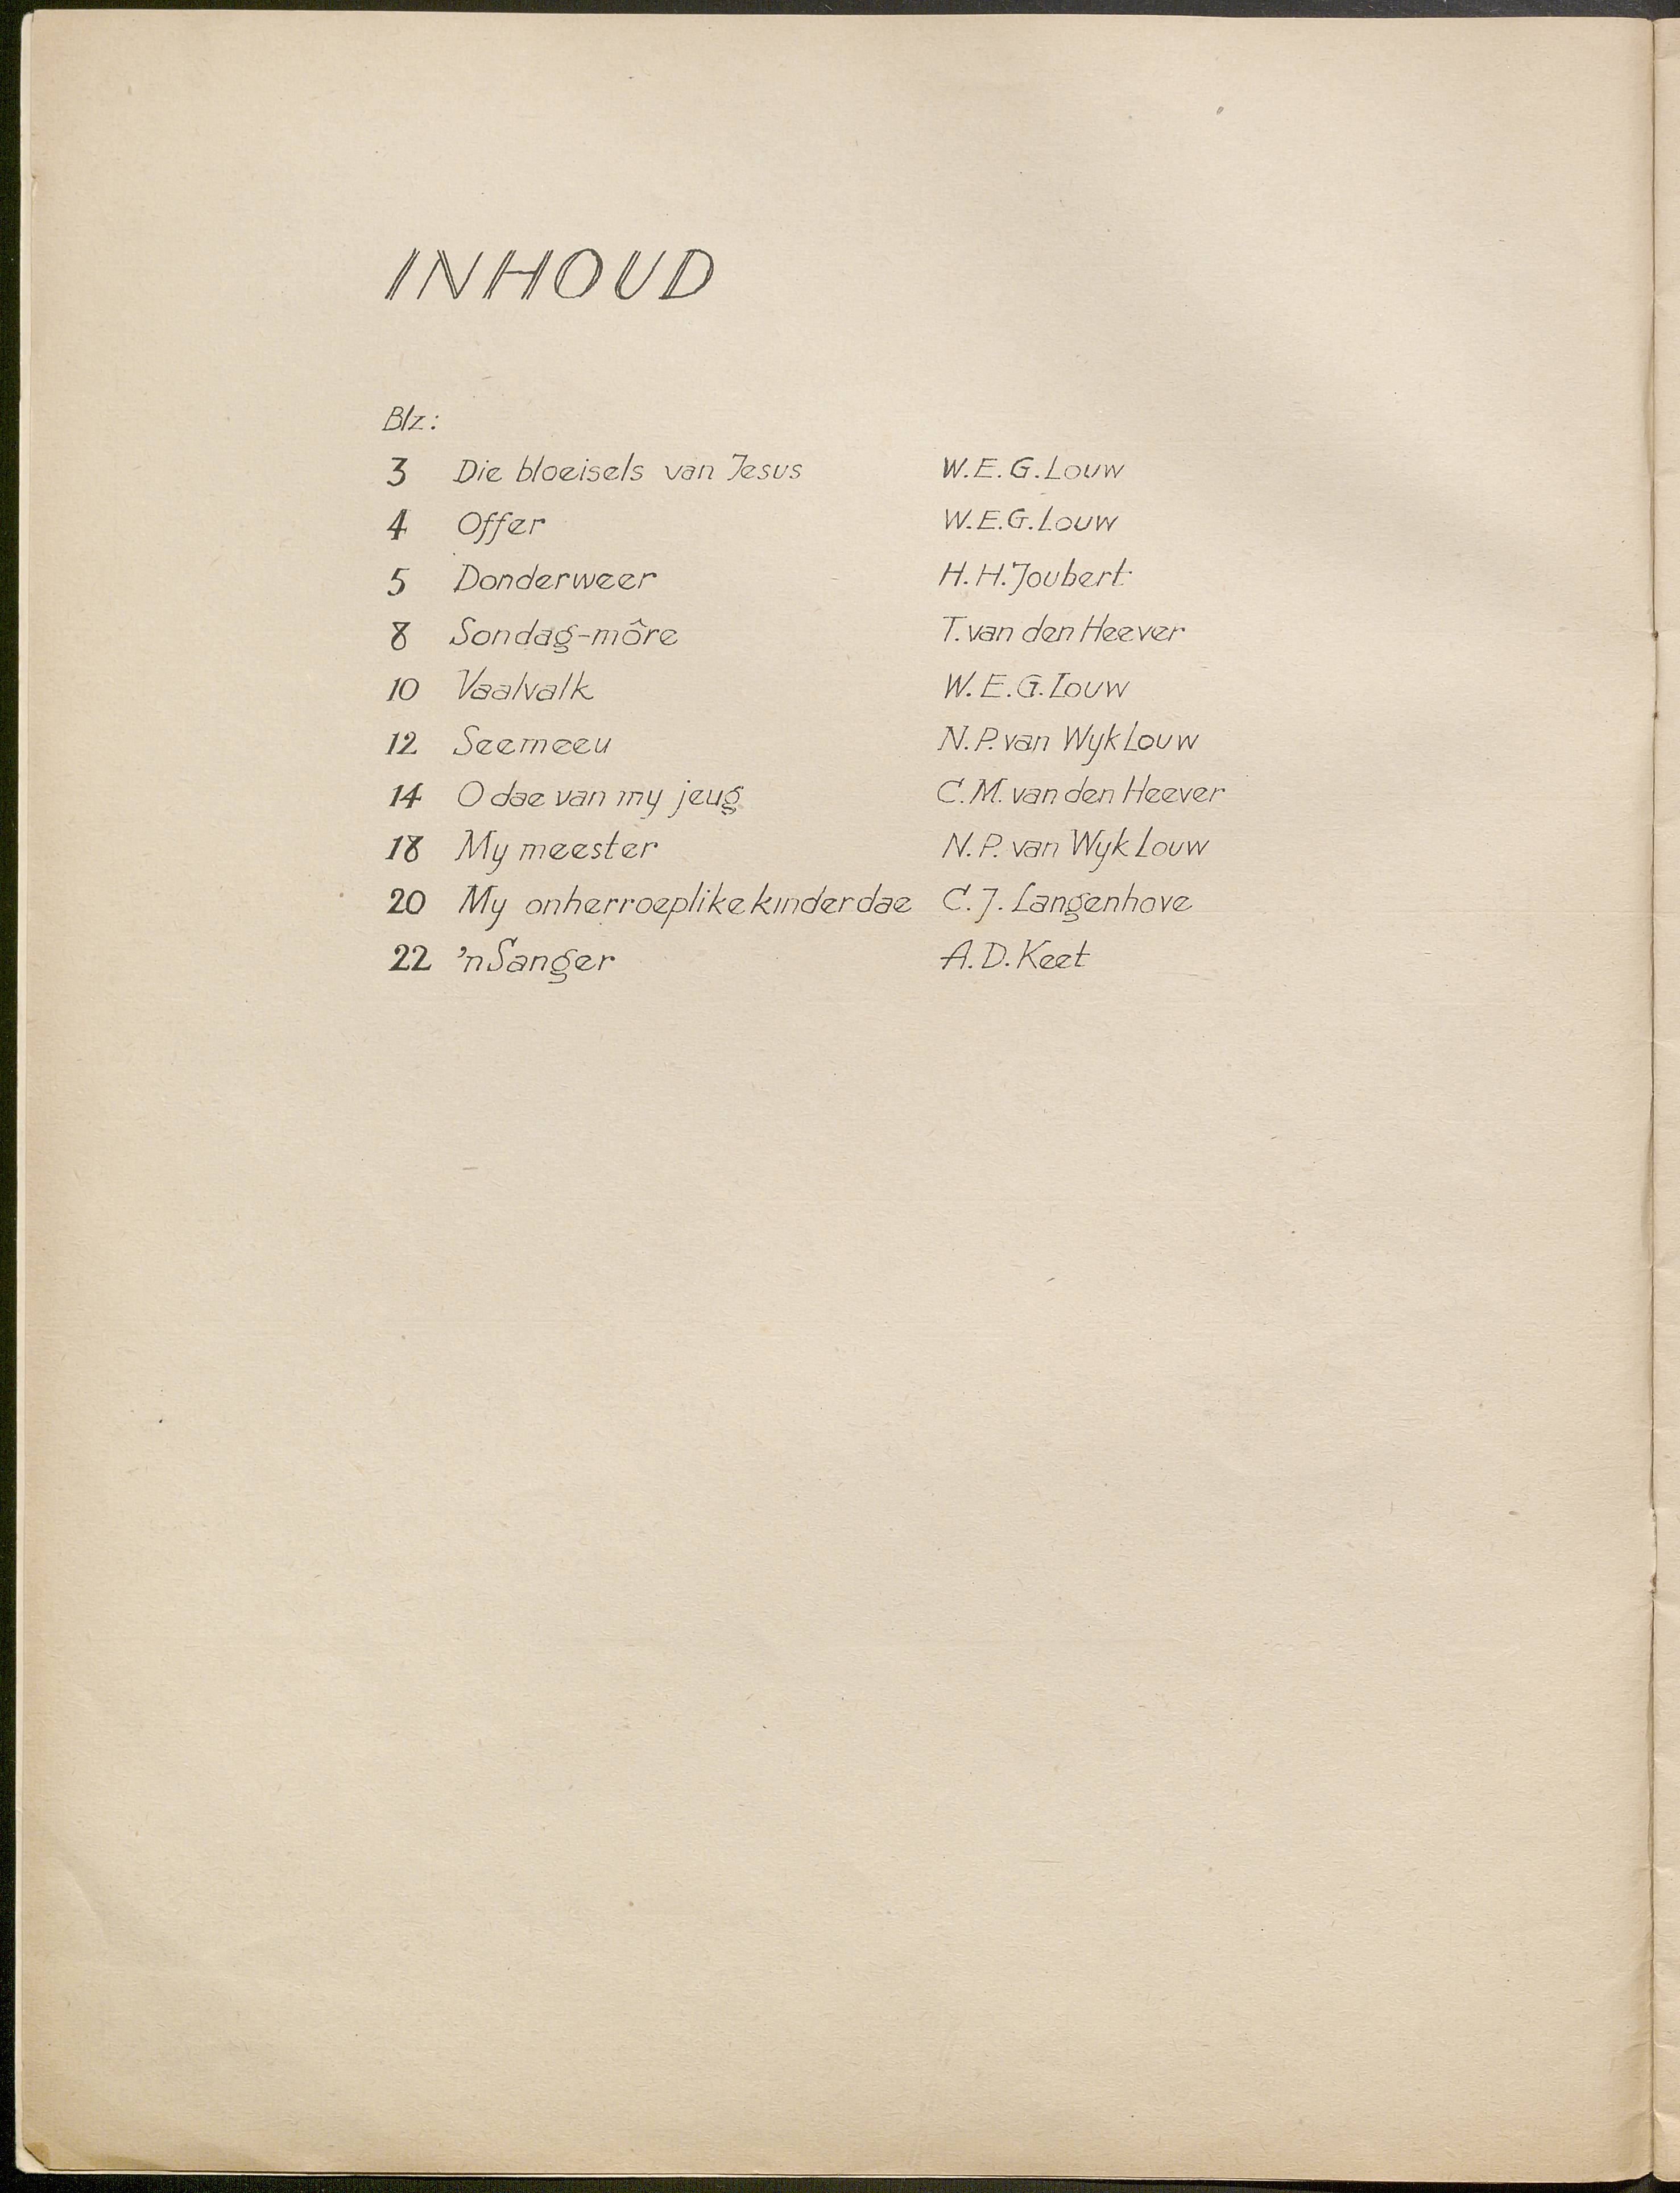 INHOUD
Blz:
3 Die bloeisels van Jesus W.E.G. Louw
4 Offer W.E.G. Louw
5 Donderweer H.H. Joubert
8 Sondag-môre T. van den Heever
10 Vaalvalk W.E.G. Louw
12 Seemeeu N.P. van Wyk Louw
14 O dae van my jeug C.M. van den Heever
18 My meester N.P. van Wyk Louw
20 My onherroeplike kinderdae C.J. Langenhove
22 'n Sanger A.D. Keet